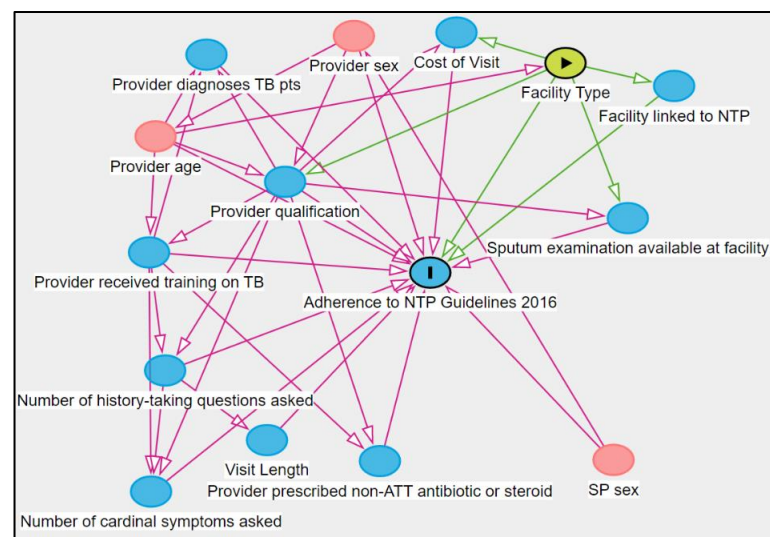 Provider sex
Cost of Visit
Provider diagnoses TB pts
Facility Type
Facility linked to NTP
Provider age
Provider qualification
Sputum examination available at facility
Provider received training on TB
Adherence to NTP Guidelines 2016
Number of history-taking questions asked
Visit Length
Provider prescribed non-ATT antibiotic or steroid
SP sex
Number of cardinal symptoms asked